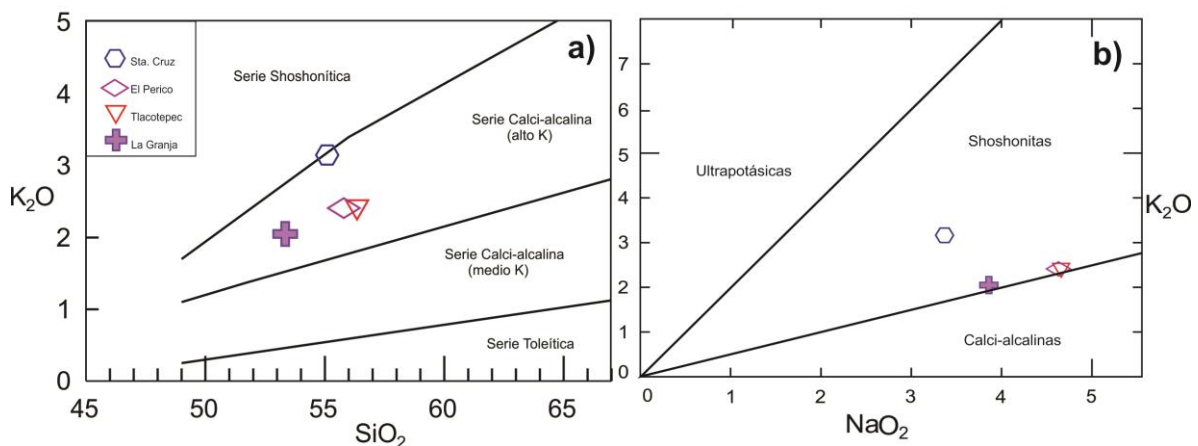 a)
Sta. Cruz
El Perico
Tlacotepec
La Granja
Serie Shoshonítica
Serie Calci-alcalina
(alto K)
Serie Calci-alcalina
(medio K)
Serie Toleítica
K₂O
5
4
3
2
1
0
45 50 55 60 65
SiO₂
b)
Ultrapotásicas
Shoshonitas
Calci-alcalinas
7
6
5
4
3
2
1
0
0 1 2 3 4 5
NaO₂
K₂O